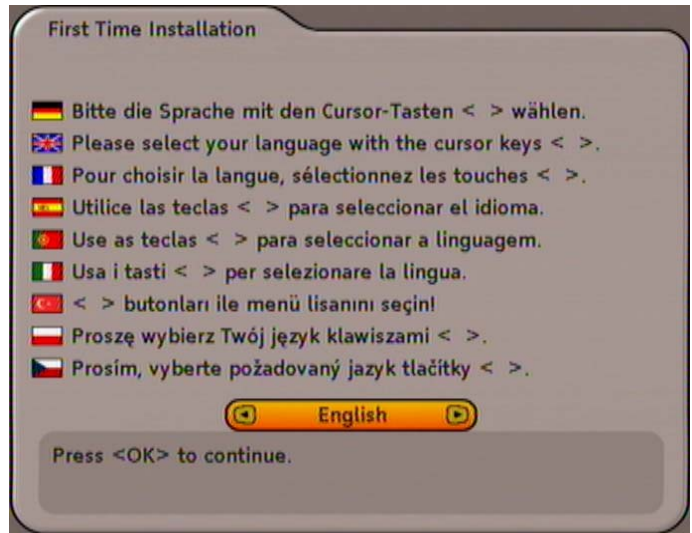 First Time Installation
Bitte die Sprache mit den Cursor-Tasten < > wählen.
Please select your language with the cursor keys < >.
Pour choisir la langue, sélectionnez les touches < >.
Utilice las teclas < > para seleccionar el idioma.
Use as teclas < > para seleccionar a linguagem.
Usa i tasti < > per selezionare la lingua.
< > butonları ile menü lisanını seçin!
Proszę wybierz Twój język klawiszami < >.
Prosím, vyberte požadovaný jazyk tlačítky < >.
English
Press <OK> to continue.